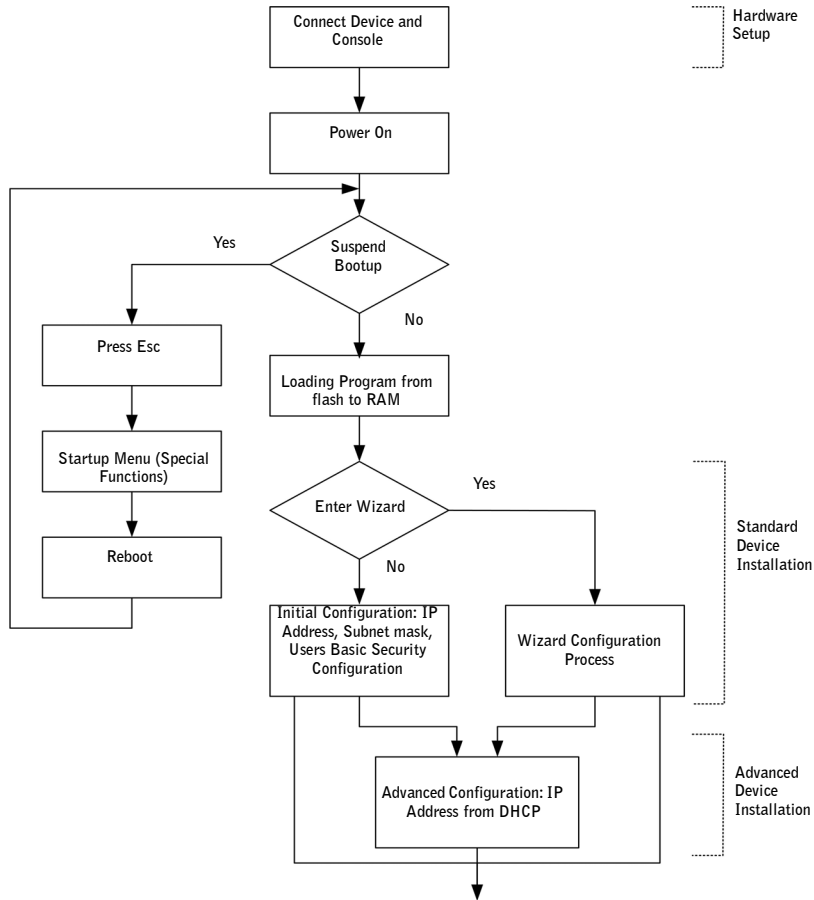 Connect Device and
Console
Hardware
Setup
Power On
Yes
Suspend
Bootup
No
Press Esc
Loading Program from
flash to RAM
Startup Menu (Special
Functions)
Enter Wizard
Yes
Standard
Device
Installation
Reboot
No
Initial Configuration: IP
Address, Subnet mask,
Users Basic Security
Configuration
Wizard Configuration
Process
Advanced Configuration: IP
Address from DHCP
Advanced
Device
Installation